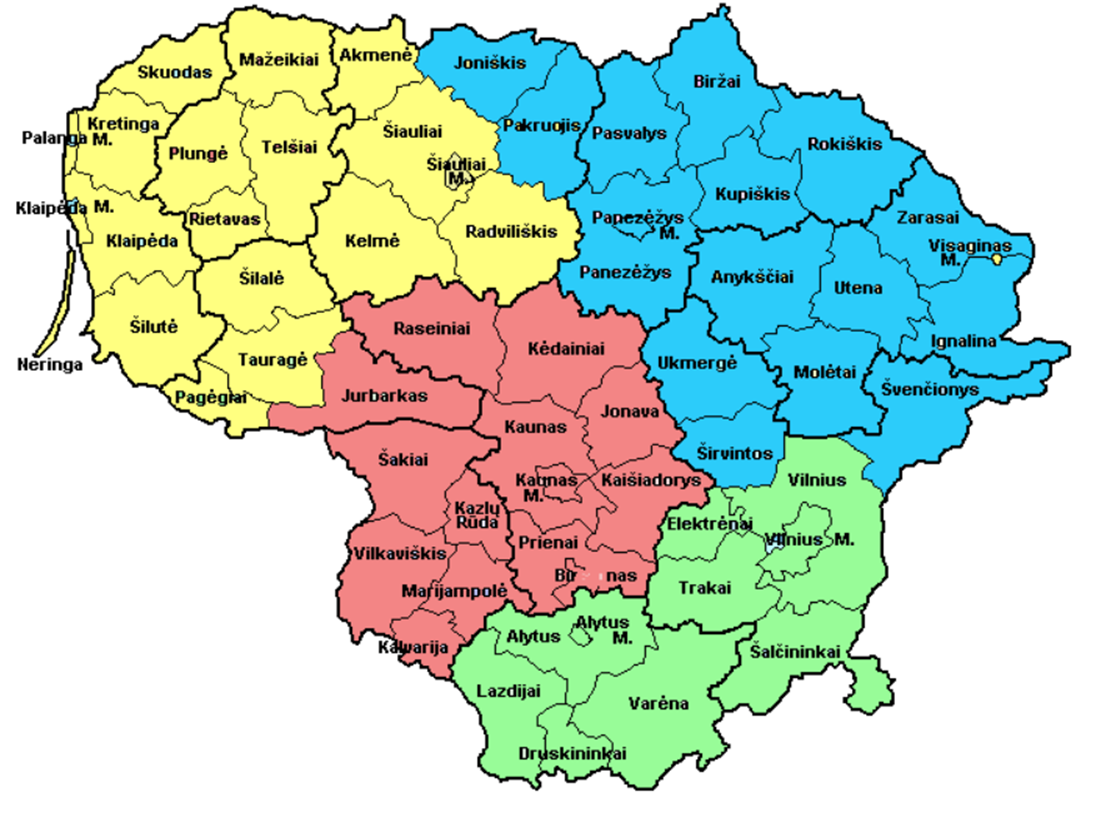 Skuodas
Mažeikiai
Akmenė
Joniškis
Biržai
Kretinga
Palanga M.
Šiauliai
Pakruojis
Pasvalys
Rokiškis
Plungė
Telšiai
Šiauliai
M.
Kupiškis
Klaipėda M.
Rietavas
Panezėžys
M.
Zarasai
Klaipėda
Kelmė
Radviliškis
Visaginas
M.
Šilalė
Panezėžys
Anykščiai
Utena
Šilutė
Raseiniai
Kėdainiai
Ignalina
Neringa
Tauragė
Ukmergė
Molėtai
Švenčionys
Pagėgiai
Jurbarkas
Jonava
Kaunas
Šakiai
Širvintos
Kaunas
M.
Kaišiadorys
Vilnius
Kazlų
Rūda
Elektrėnai
Prienai
Vilnius M.
Vilkaviškis
Bir nas
Marijampolė
Trakai
Alytus
Alytus
M.
Kalvarija
Šalčininkai
Lazdijai
Varėna
Druskininkai